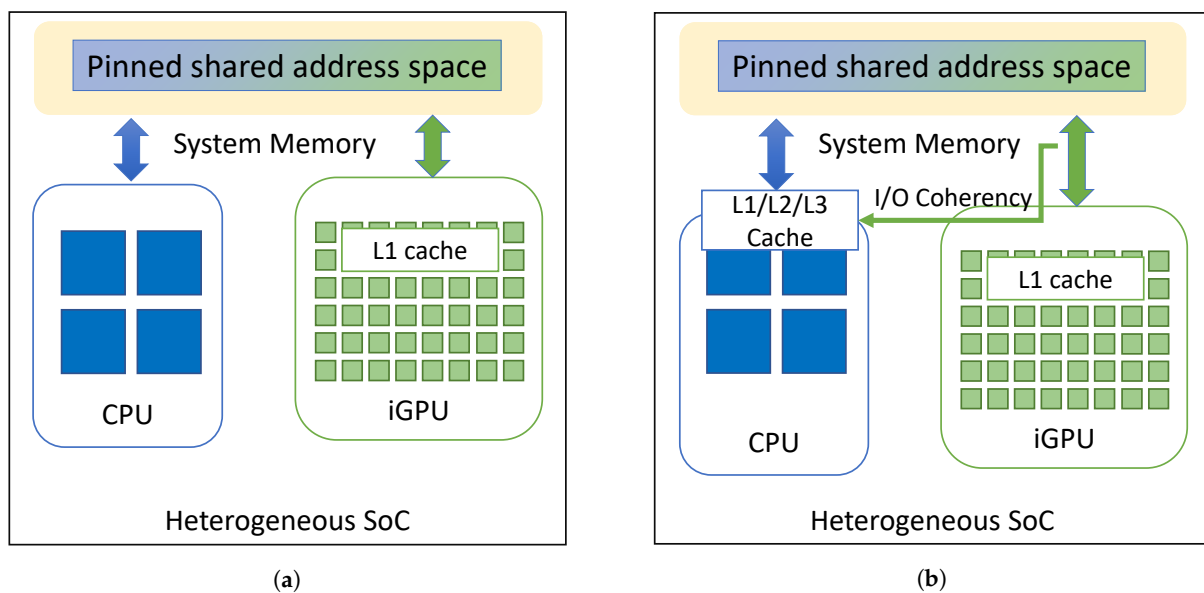 Pinned shared address space
System Memory
L1 cache
CPU
iGPU
Heterogeneous SoC
(a)
Pinned shared address space
System Memory
I/O Coherency
L1/L2/L3
Cache
L1 cache
CPU
iGPU
Heterogeneous SoC
(b)